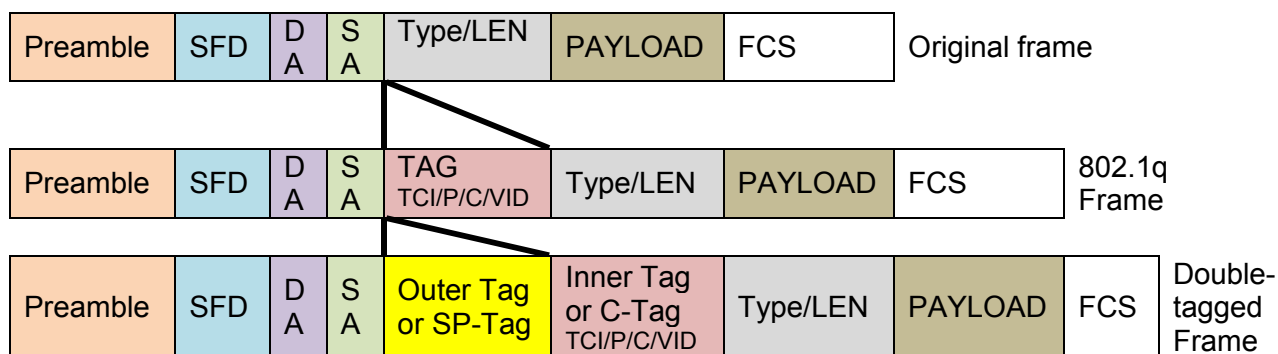 Preamble SFD D A S A Type/LEN PAYLOAD FCS Original frame
Preamble SFD D A S A TAG TCI/P/C/VID Type/LEN PAYLOAD FCS 802.1q Frame
Preamble SFD D A S A Outer Tag or SP-Tag Inner Tag or C-Tag TCI/P/C/VID Type/LEN PAYLOAD FCS Double-tagged Frame